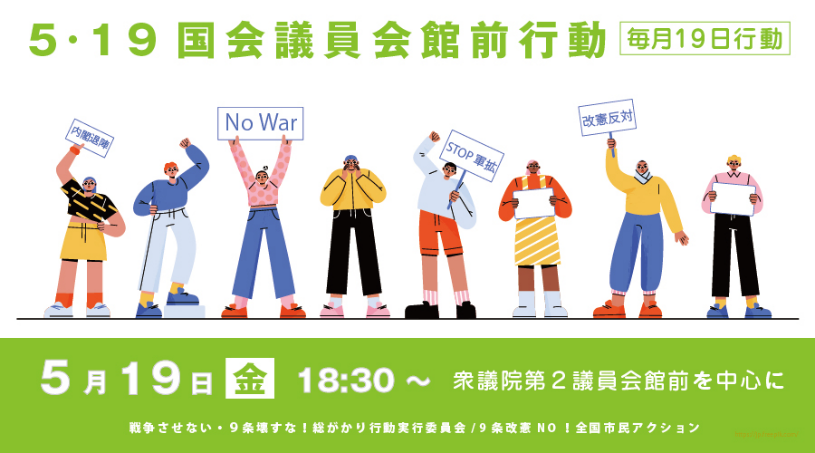 5・19 国会議員会館前行動 毎月19日行動
内閣退陣
No War
STOP 軍拡
改憲反対
5月19日 金 18:30 ~ 衆議院第2議員会館前を中心に
戦争させない・9条壊すな!総がかり行動実行委員会/9条改憲NO!全国市民アクション